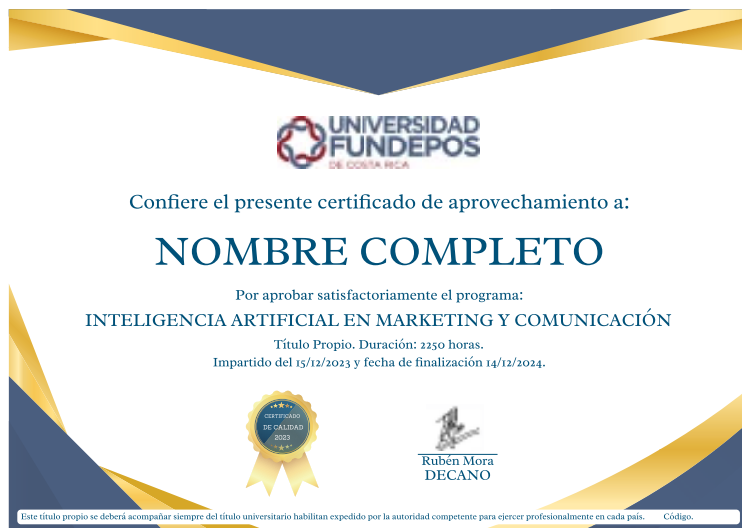 UNIVERSIDAD
FUNDEPOS
DE COSTA RICA
Confiere el presente certificado de aprovechamiento a:
NOMBRE COMPLETO
Por aprobar satisfactoriamente el programa:
INTELIGENCIA ARTIFICIAL EN MARKETING Y COMUNICACIÓN
Título Propio. Duración: 2250 horas.
Impartido del 15/12/2023 y fecha de finalización 14/12/2024.
CERTIFICADO
DE CALIDAD
2023
Rubén Mora
DECANO
Este título propio se deberá acompañar siempre del título universitario habilitan expedido por la autoridad competente para ejercer profesionalmente en cada país. Código.